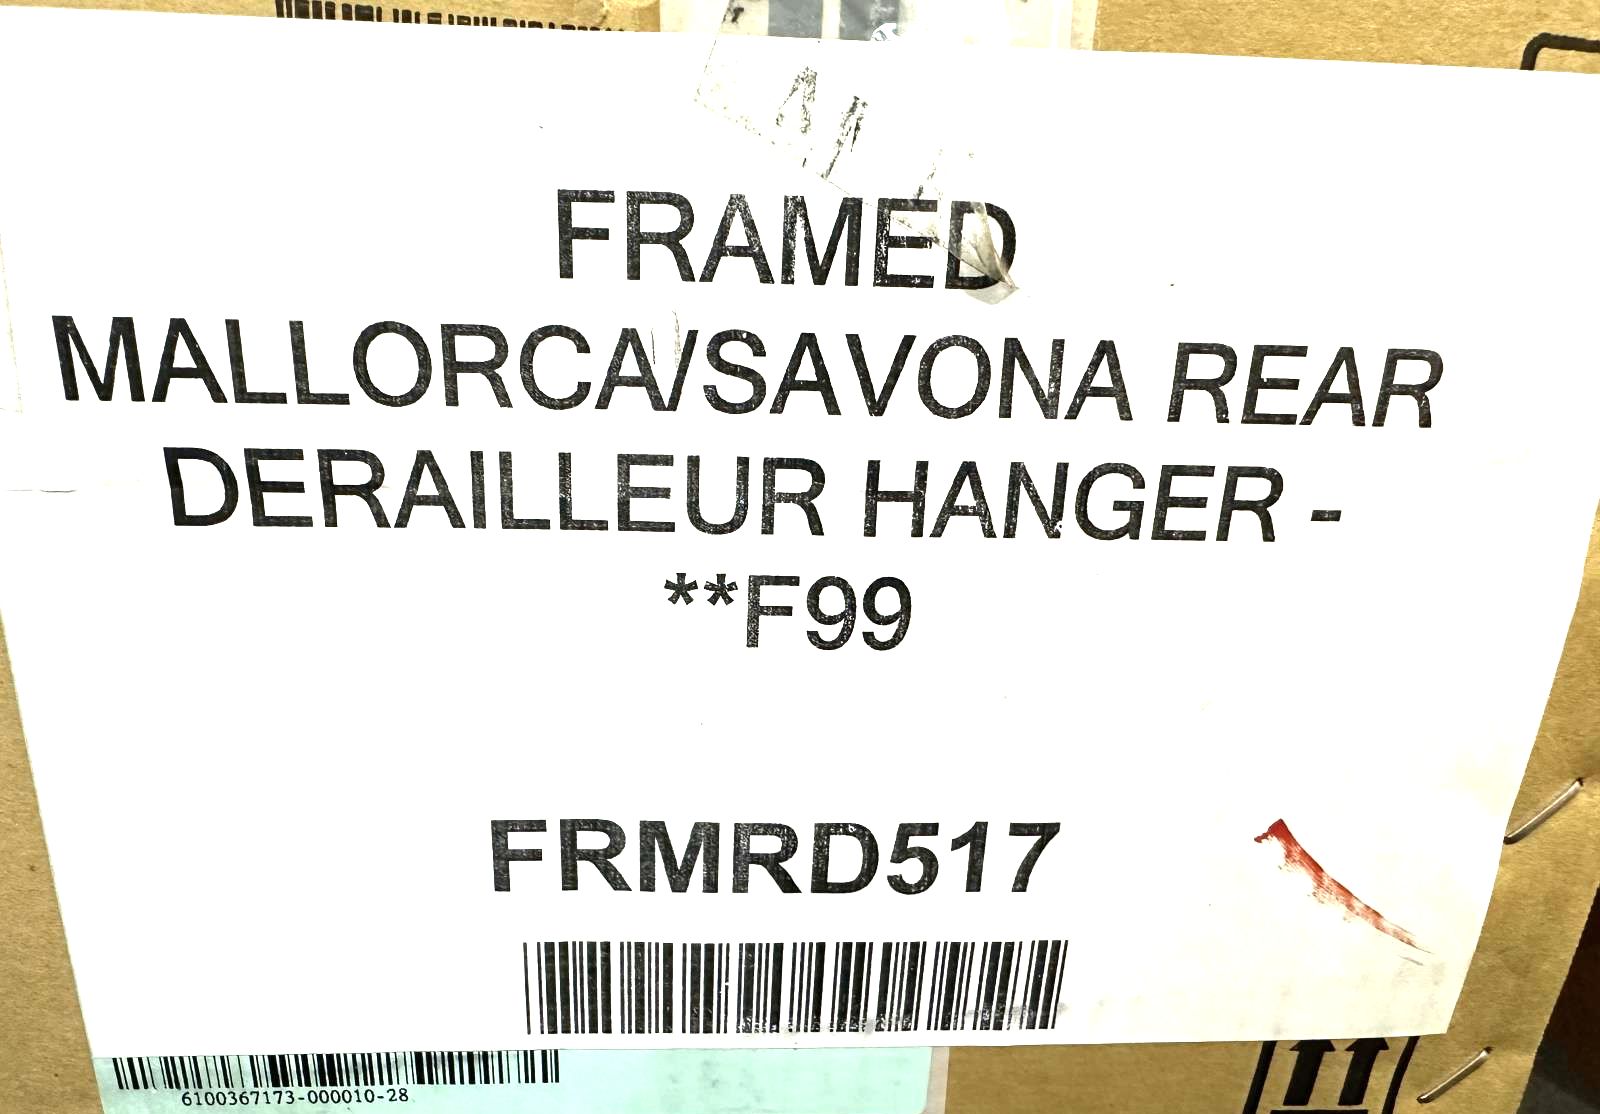 FRAMED
MALLORCA/SAVONA REAR
DERAILLEUR HANGER -
**F99
FRMRD517
6100367173-000010-28